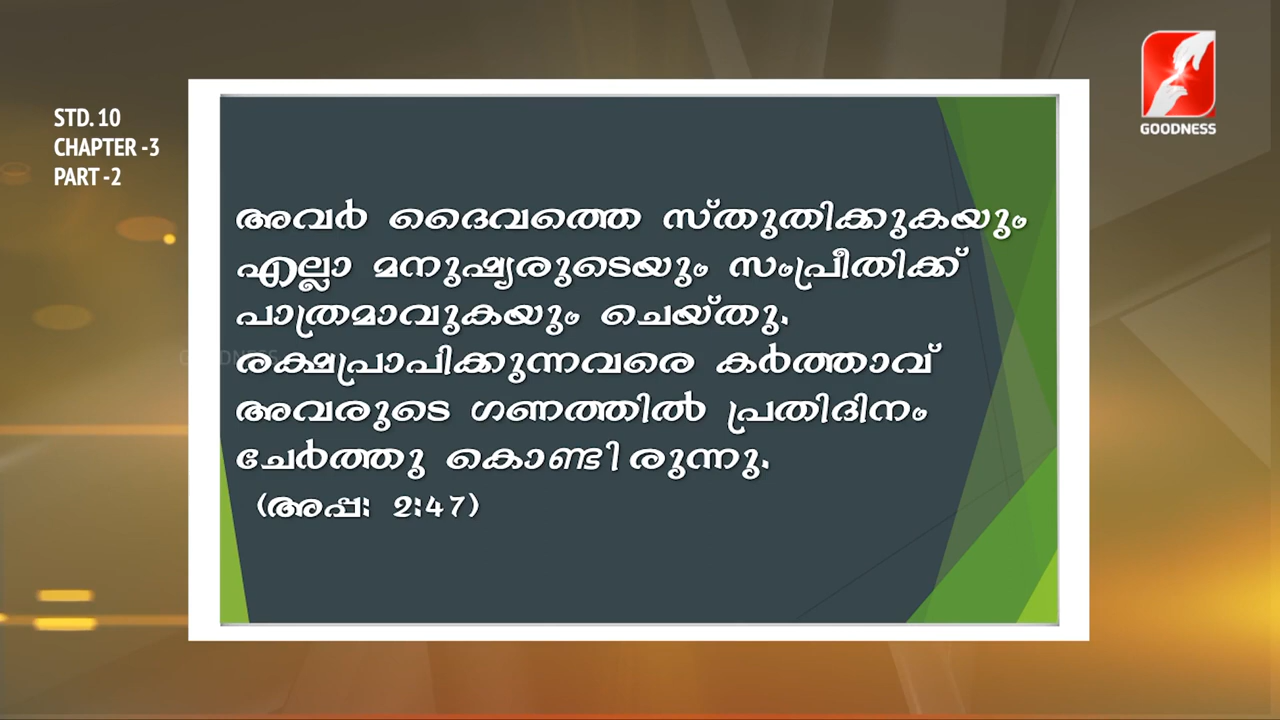 STD. 10
CHAPTER -3
PART -2
GOODNESS
അവർ ദൈവത്തെ സ്തുതിക്കുകയും
എല്ലാ മനുഷ്യരുടെയും സംപ്രീതിക്ക്
പാത്രമാവുകയും ചെയ്തു.
രക്ഷപ്രാപിക്കുന്നവരെ കർത്താവ്
അവരുടെ ഗണത്തിൽ പ്രതിദിനം
ചേർത്തു കൊണ്ടിരുന്നു.
(അപ്പ: 2:47)
GOODNESS